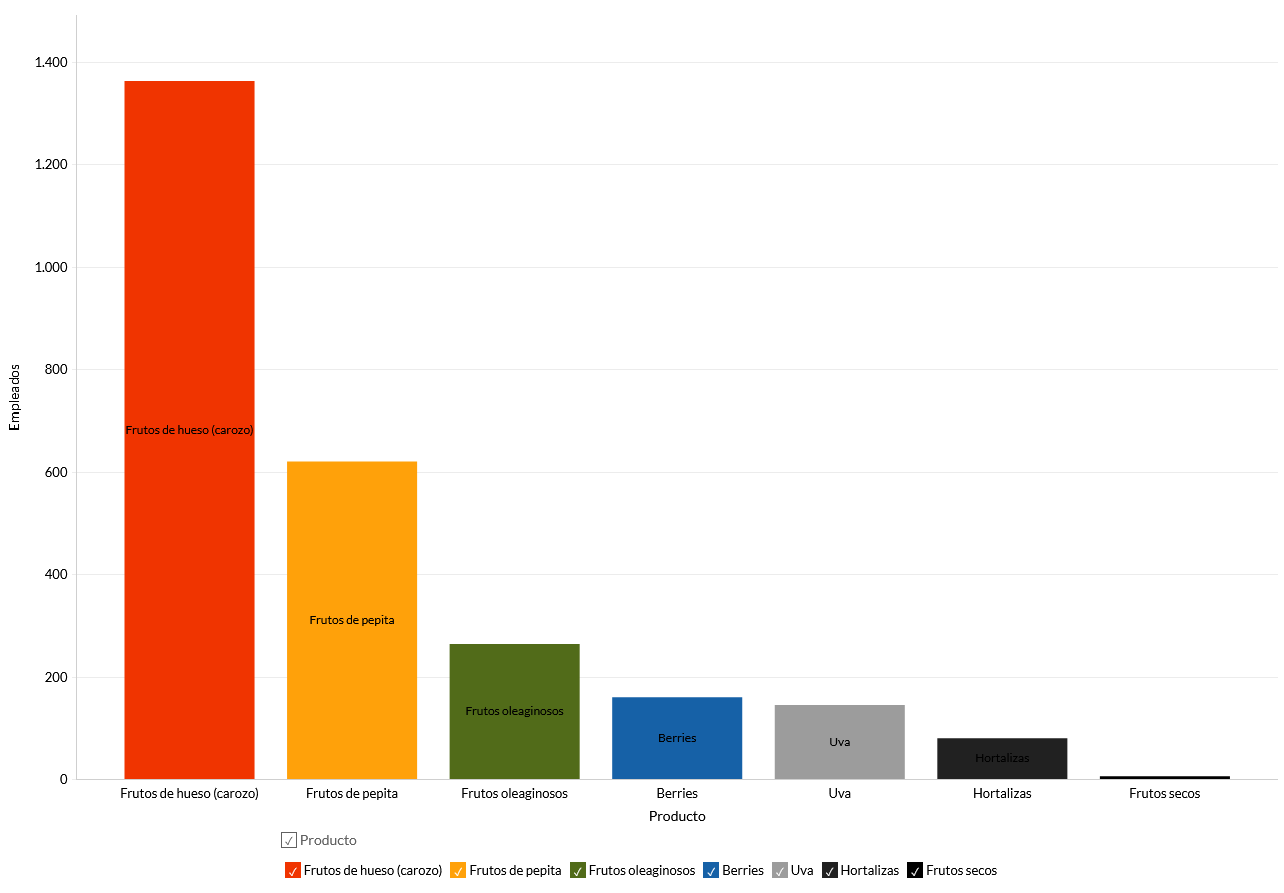 1.400
1.200
1.000
800
600
400
200
0
Empleados
Frutos de hueso (carozo)
Frutos de pepita
Frutos oleaginosos
Berries
Uva
Hortalizas
Frutos de hueso (carozo) Frutos de pepita Frutos oleaginosos Berries Uva Hortalizas Frutos secos
Producto
Producto
Frutos de hueso (carozo) Frutos de pepita Frutos oleaginosos Berries Uva Hortalizas Frutos secos